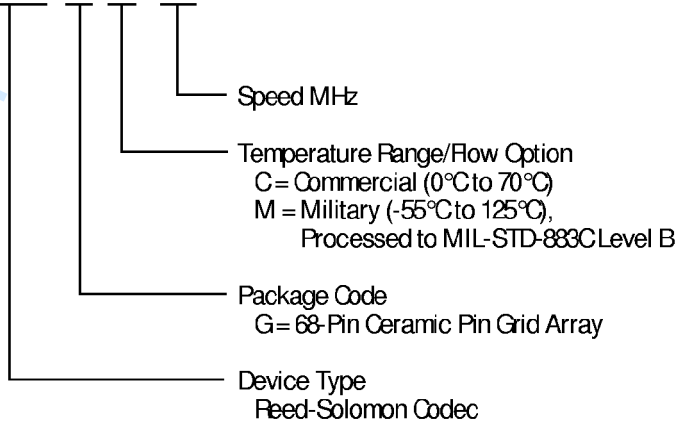 Speed MHz
Temperature Range/Flow Option
C = Commercial (0°C to 70°C)
M = Military (-55°C to 125°C),
Processed to MIL-STD-883C Level B
Package Code
G = 68-Pin Ceramic Pin Grid Array
Device Type
Reed-Solomon Codec